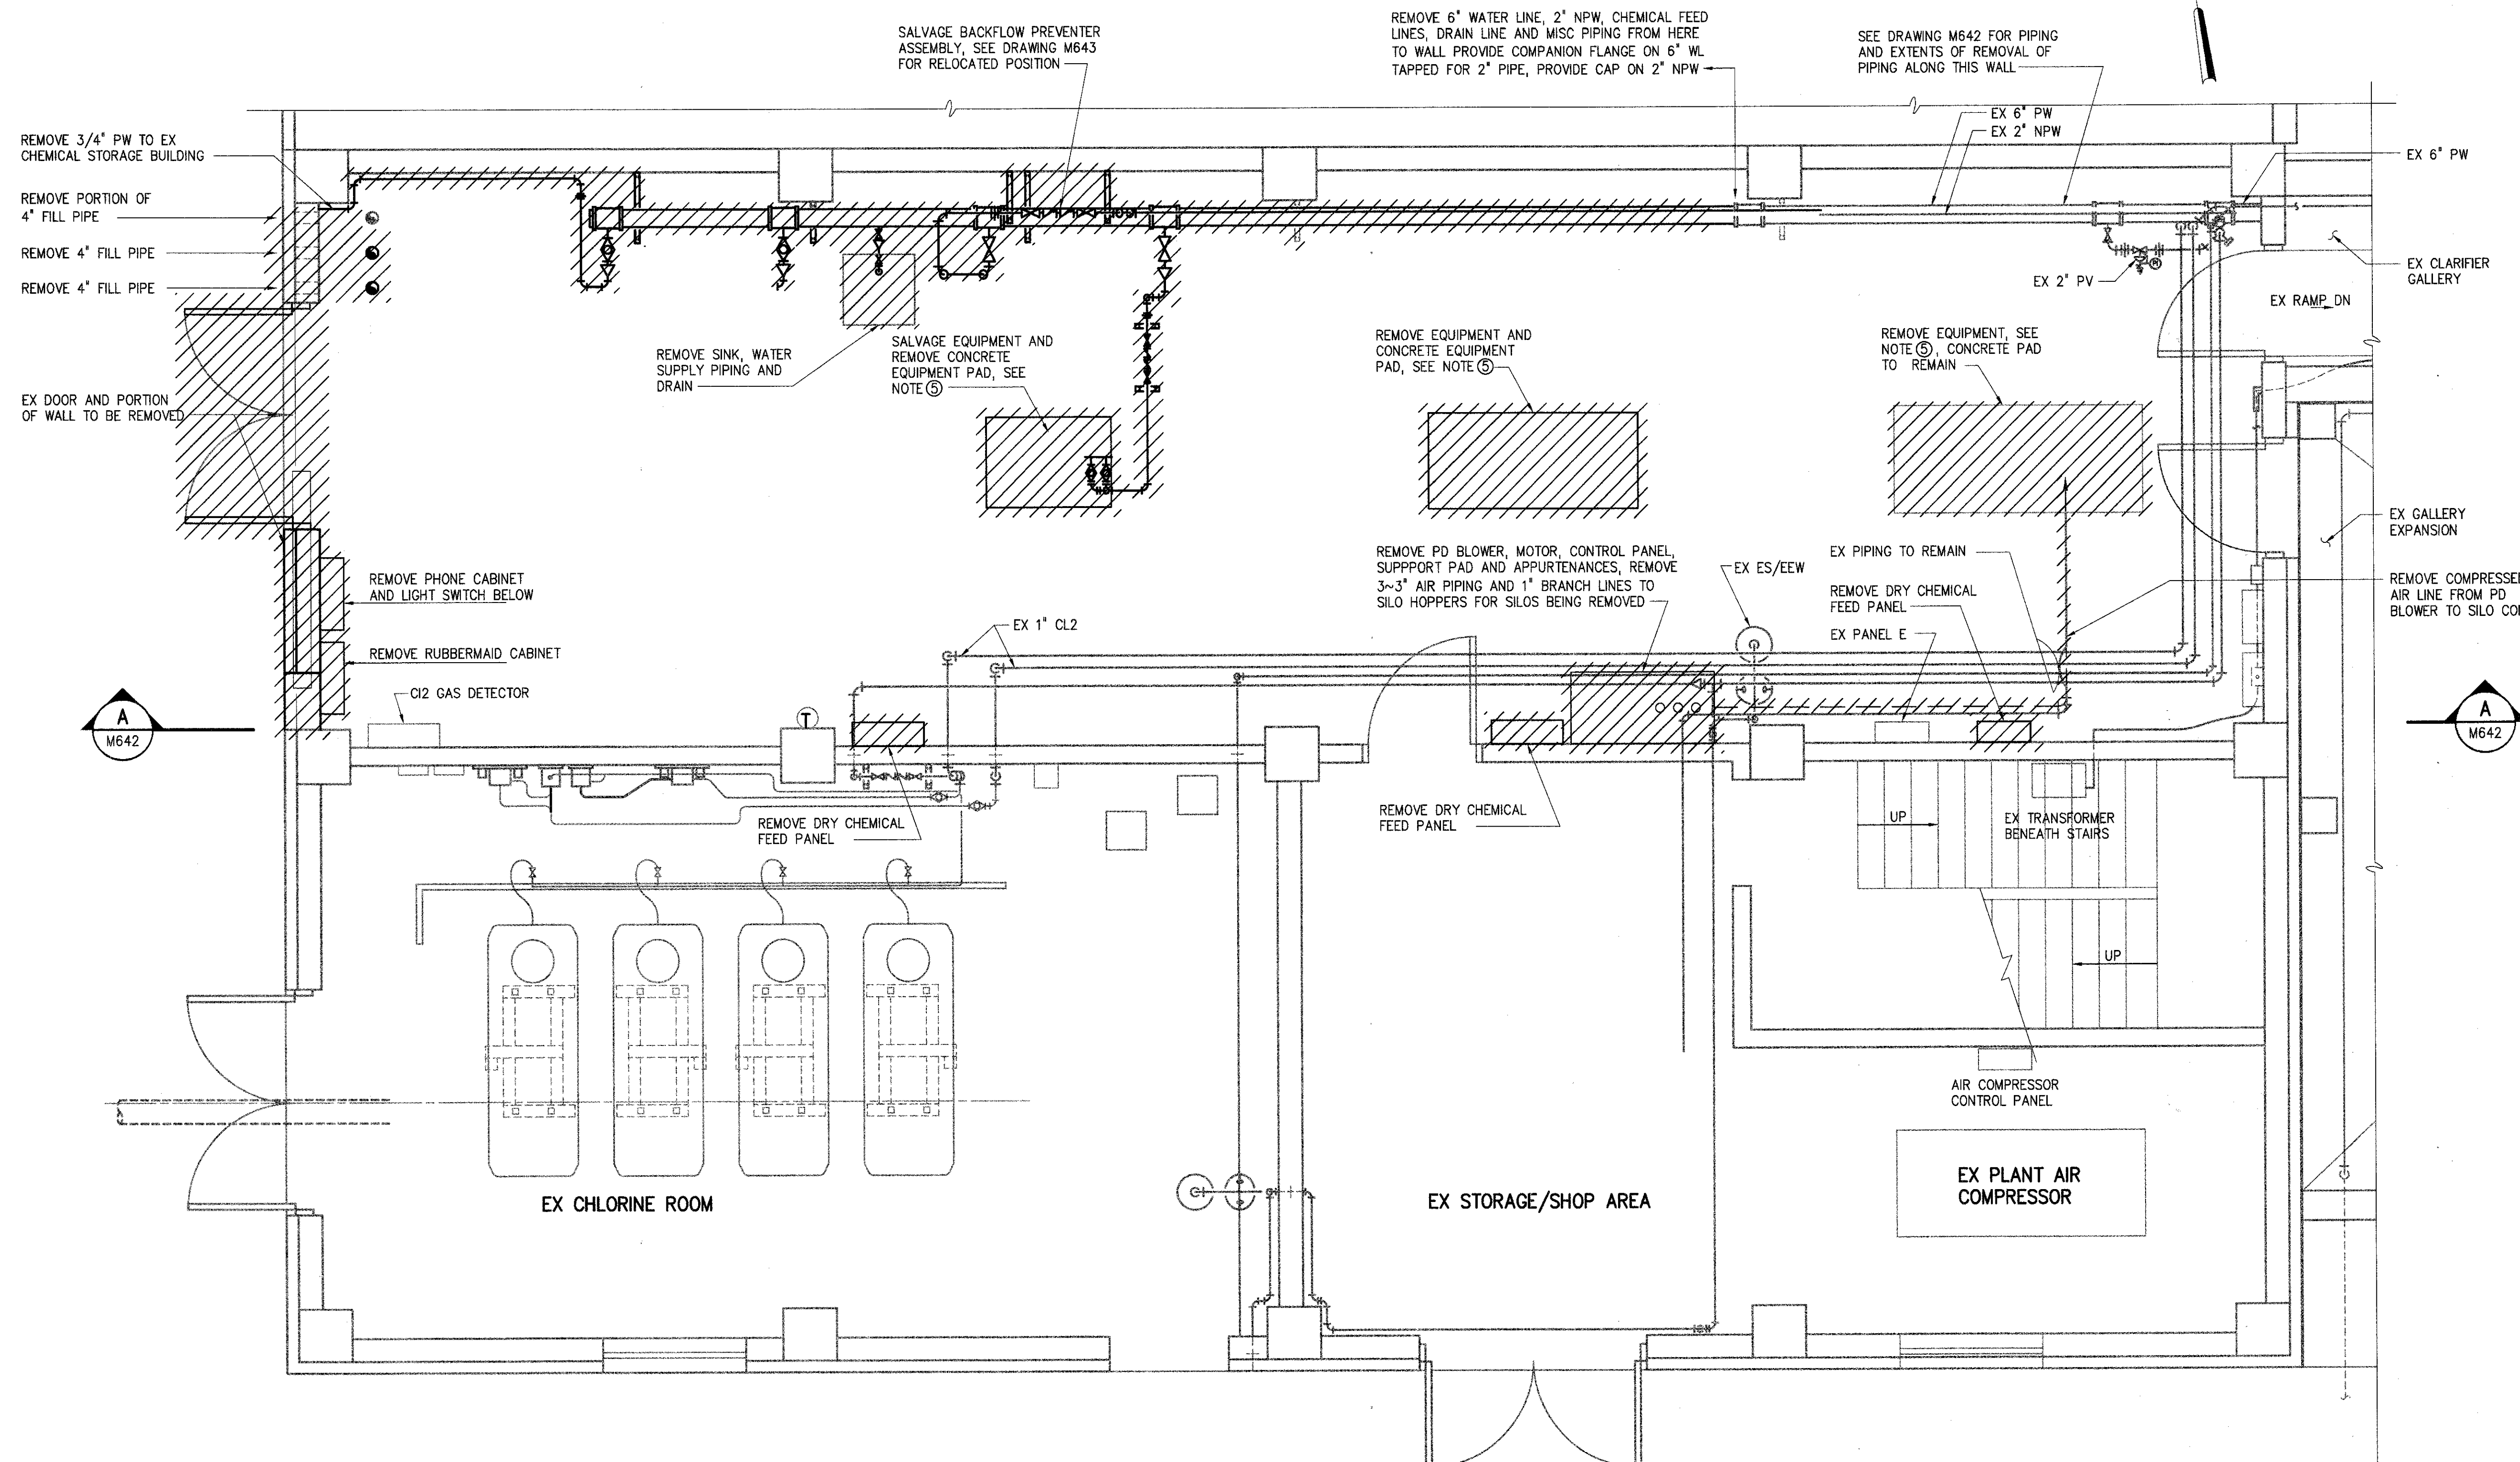 SALVAGE BACKFLOW PREVENTER
ASSEMBLY, SEE DRAWING M643
FOR RELOCATED POSITION
REMOVE 6" WATER LINE, 2" NPW, CHEMICAL FEED
LINES, DRAIN LINE AND MISC PIPING FROM HERE
TO WALL PROVIDE COMPANION FLANGE ON 6" WL
TAPPED FOR 2" PIPE, PROVIDE CAP ON 2" NPW
SEE DRAWING M642 FOR PIPING
AND EXTENTS OF REMOVAL OF
PIPING ALONG THIS WALL
EX 6" PW
EX 2" NPW
EX 6" PW
REMOVE 3/4" PW TO EX
CHEMICAL STORAGE BUILDING
REMOVE PORTION OF
4" FILL PIPE
REMOVE 4" FILL PIPE
REMOVE 4" FILL PIPE
EX CLARIFIER
GALLERY
EX 2" PV
M
EX RAMP DN
REMOVE SINK, WATER
SUPPLY PIPING AND
DRAIN
SALVAGE EQUIPMENT AND
REMOVE CONCRETE
EQUIPMENT PAD, SEE
NOTE 5
REMOVE EQUIPMENT AND
CONCRETE EQUIPMENT
PAD, SEE NOTE 5
REMOVE EQUIPMENT, SEE
NOTE 5, CONCRETE PAD
TO REMAIN
EX DOOR AND PORTION
OF WALL TO BE REMOVED
EX GALLERY
EXPANSION
REMOVE PD BLOWER, MOTOR, CONTROL PANEL,
SUPPPORT PAD AND APPURTENANCES, REMOVE
3~3" AIR PIPING AND 1" BRANCH LINES TO
SILO HOPPERS FOR SILOS BEING REMOVED
EX ES/EEW
EX PIPING TO REMAIN
REMOVE DRY CHEMICAL
FEED PANEL
EX PANEL E
REMOVE COMPRESSE
AIR LINE FROM PD
BLOWER TO SILO CO
REMOVE PHONE CABINET
AND LIGHT SWITCH BELOW
REMOVE RUBBERMAID CABINET
EX 1" CL2
Cl2 GAS DETECTOR
A
M642
T
A
M642
REMOVE DRY CHEMICAL
FEED PANEL
REMOVE DRY CHEMICAL
FEED PANEL
UP
EX TRANSFORMER
BENEATH STAIRS
UP
AIR COMPRESSOR
CONTROL PANEL
EX CHLORINE ROOM
EX STORAGE/SHOP AREA
EX PLANT AIR
COMPRESSOR